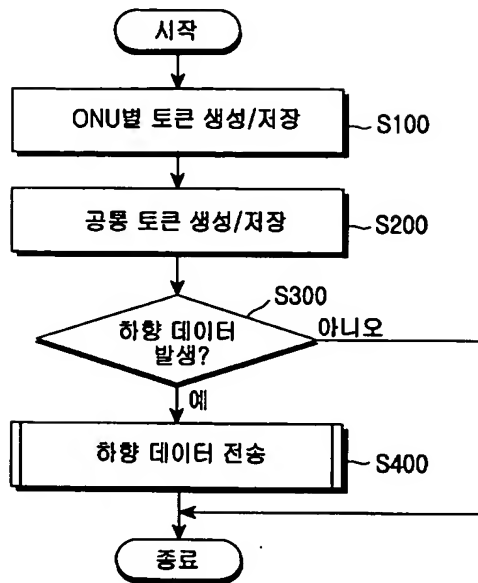 시작
ONU별 토큰 생성/저장
S100
공통 토큰 생성/저장
S200
S300
하향 데이터
발생?
아니오
예
하향 데이터 전송
S400
종료